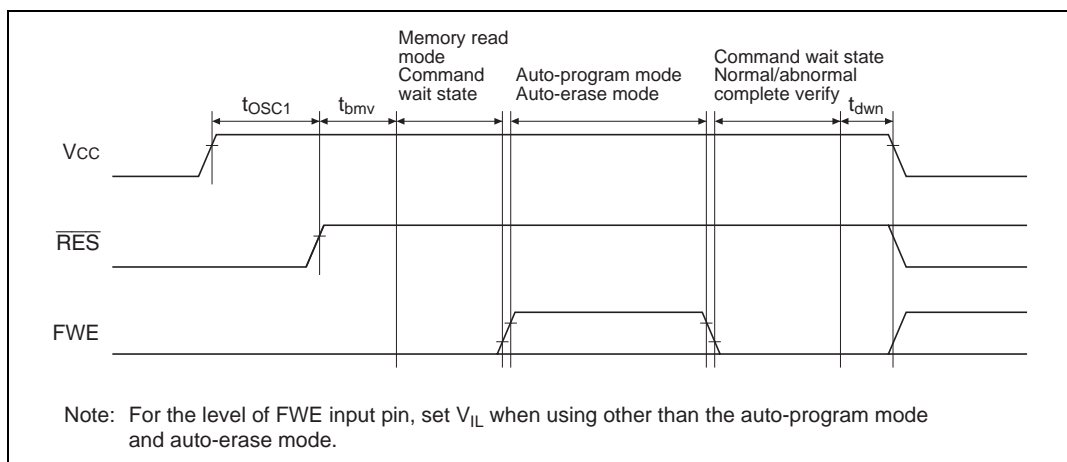 Memory read
mode
Command
wait state
Auto-program mode
Auto-erase mode
Command wait state
Normal/abnormal
complete verify
tOSC1
tbmv
tdwn
VCC
RES
FWE
Note: For the level of FWE input pin, set VIL when using other than the auto-program mode
and auto-erase mode.